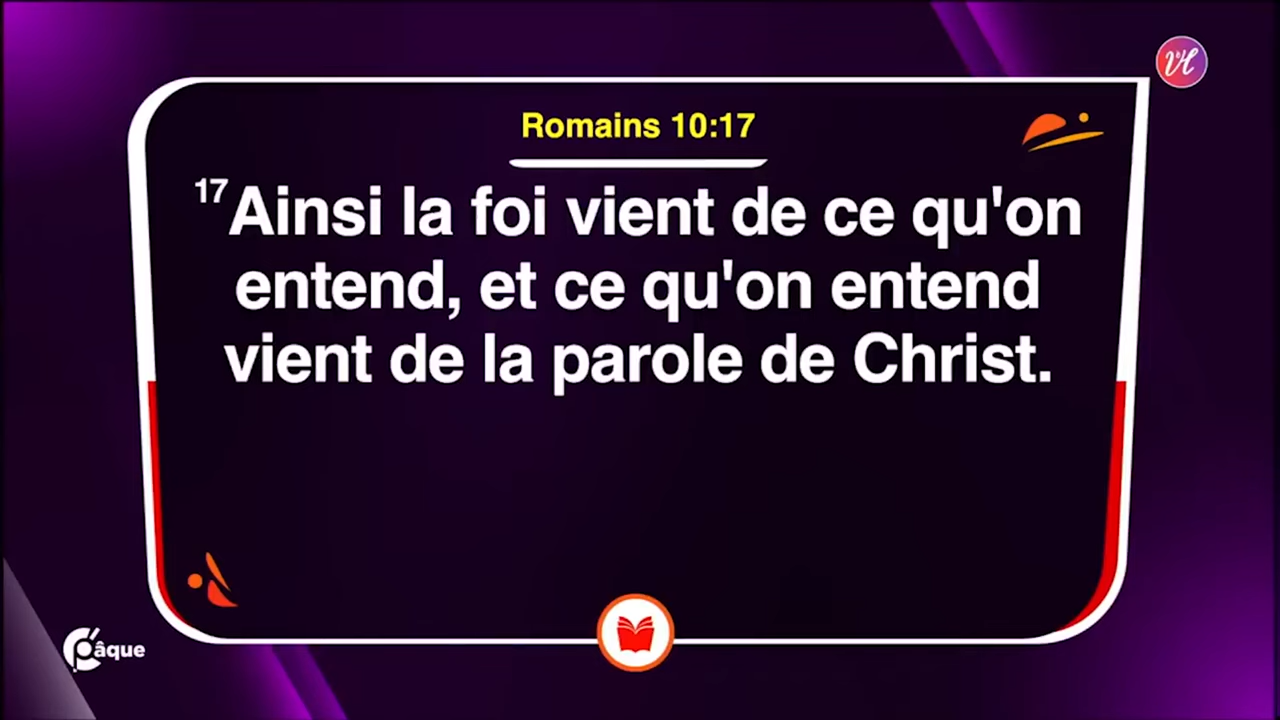 Romains 10:17
17Ainsi la foi vient de ce qu'on
entend, et ce qu'on entend
vient de la parole de Christ.
Pâque